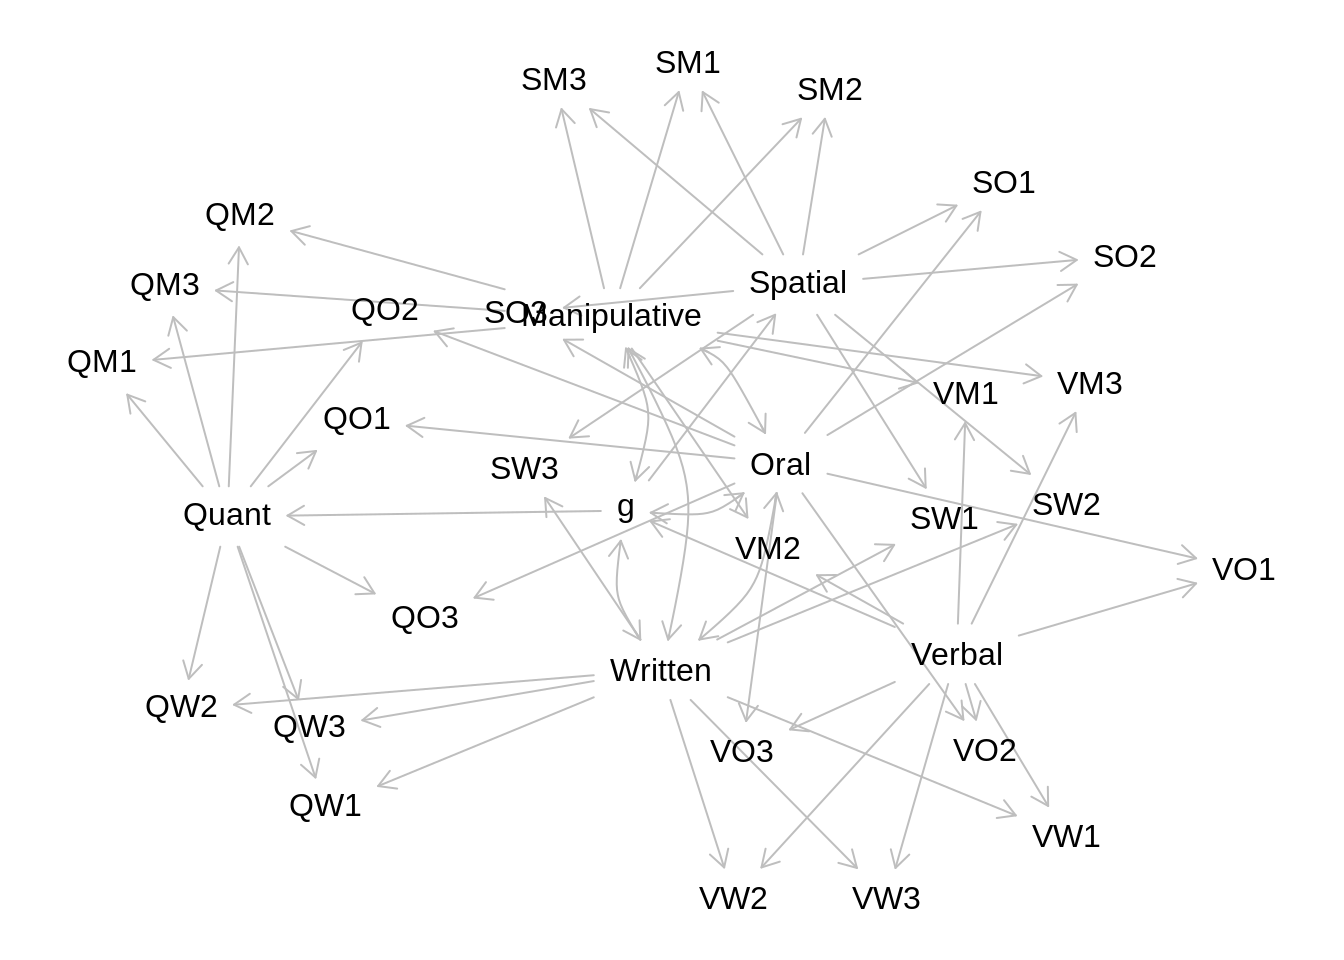 SM1
SM3
SM2
SO1
QM2
SO2
QM3
Spatial
QO2
SO3
Manipulative
QM1
VM3
VM1
QO1
Oral
SW3
SW2
g
Quant
SW1
VM2
VO1
QO3
Verbal
Written
QW2
QW3
VO3
VO2
QW1
VW1
VW2
VW3